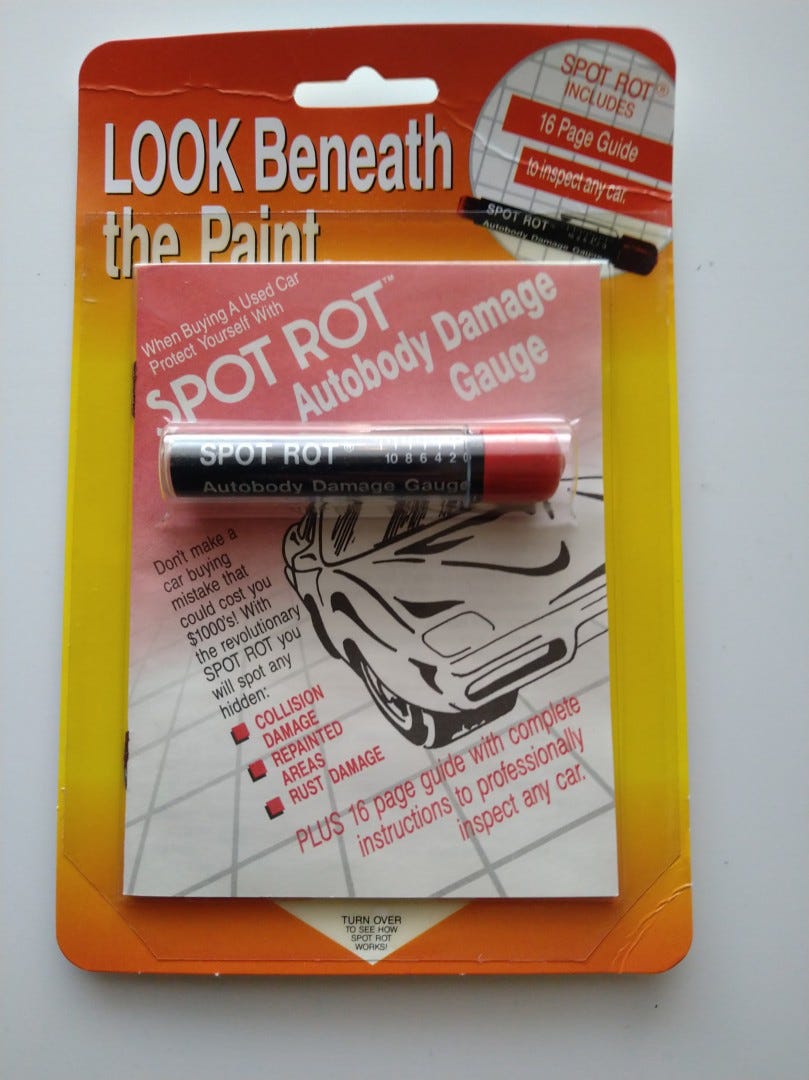 LOOK Beneath
the Paint
SPOT ROT®
INCLUDES
16 Page Guide
to inspect any car.
SPOT ROT
Autobody Damage Gauge
When Buying A Used Car
Protect Yourself With
SPOT ROT™
Autobody Damage
Gauge
SPOT ROT®
10 8 6 4 2 0
Autobody Damage Gauge
Don't make a
car buying
mistake that
could cost you
$1000's! With
the revolutionary
SPOT ROT you
will spot any
hidden:
COLLISION
DAMAGE
REPAINTED
AREAS
RUST DAMAGE
PLUS 16 page guide with complete
instructions to professionally
inspect any car.
TURN OVER
TO SEE HOW
SPOT ROT
WORKS!